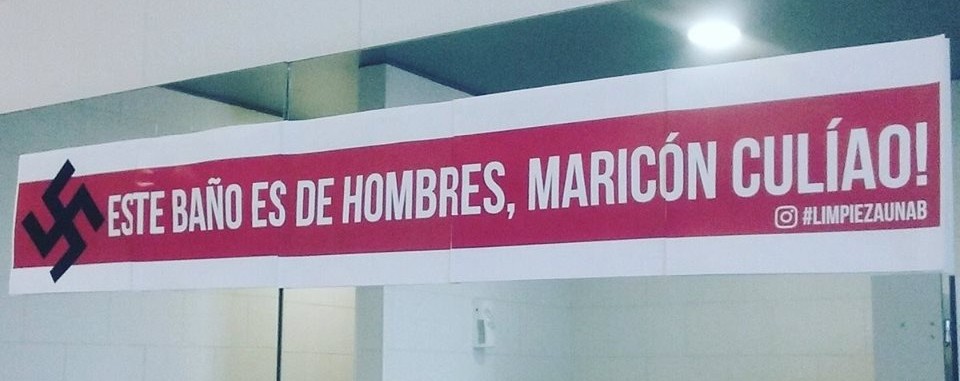 ESTE BAÑO ES DE HOMBRES, MARICÓN CULÍAO!
#LIMPIEZAUNAB